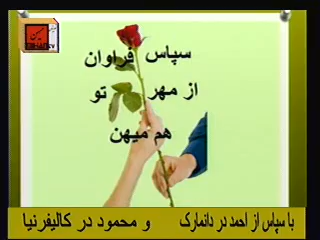 سپاس فراوان
از مهر تو
هم میهن
با سپاس از احمد در دانمارک و محمود در کالیفرنیا